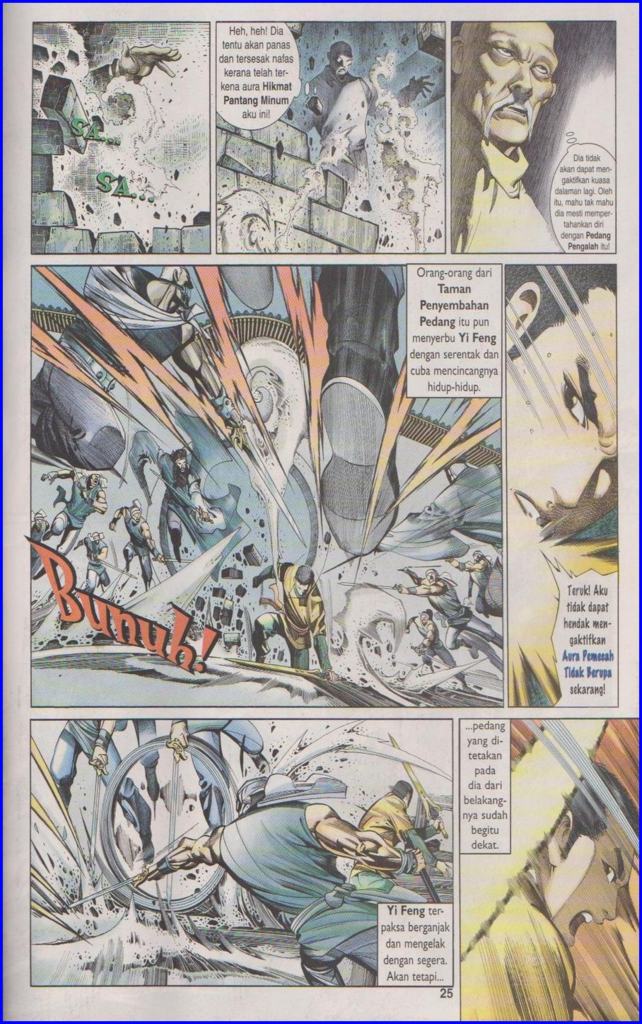 SA...
SA...
Heh, heh! Dia
tentu akan panas
dan tersesak nafas
kerana telah ter-
kena aura Hikmat
Pantang Minum
aku ini!
Dia tidak
akan dapat men-
gaktifkan kuasa
dalaman lagi. Oleh
itu, mahu tak mahu
dia mesti memper-
tahankan diri
dengan Pedang
Pengalah itu!
Orang-orang dari
Taman
Penyembahan
Pedang itu pun
menyerbu Yi Feng
dengan serentak dan
cuba mencincangnya
hidup-hidup.
Bunuh!
Teruk! Aku
tidak dapat
hendak men-
gaktifkan
Aura Pemecah
Tidak Berupa
sekarang!
Yi Feng ter-
paksa berganjak
dan mengelak
dengan segera.
Akan tetapi...
...pedang
yang di-
tetakan
pada
dia dari
belakang-
nya sudah
begitu
dekat.
25